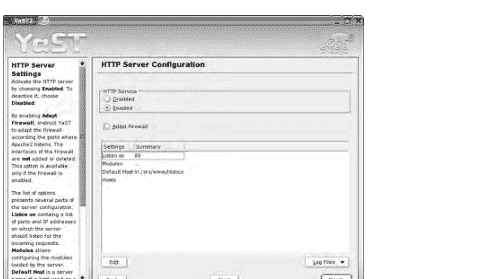 YaST2
YaST
HTTP Server
Settings
Activate the HTTP server
by choosing Enabled. To
deactive it, choose
Disabled.
By enabling Adapt
Firewall, instruct YaST
to adapt the firewall
according the ports where
Apache2 listens. The
interfaces of the firewall
are not added or deleted.
This option is available
only if the firewall is
enabled.
The list of options
presents several parts of
the server configuration.
Listen on contains a list
of ports and IP addresses
on which the server
should listen for the
incoming requests.
Modules allows
configuring the modules
loaded by the server.
Default Host is a server
HTTP Server Configuration
HTTP Service
Disabled
Enabled
Adapt Firewall
Settings Summary
Listen on 80
Modules ...
Default Host in /srv/www/htdocs
Hosts
Edit
Log Files